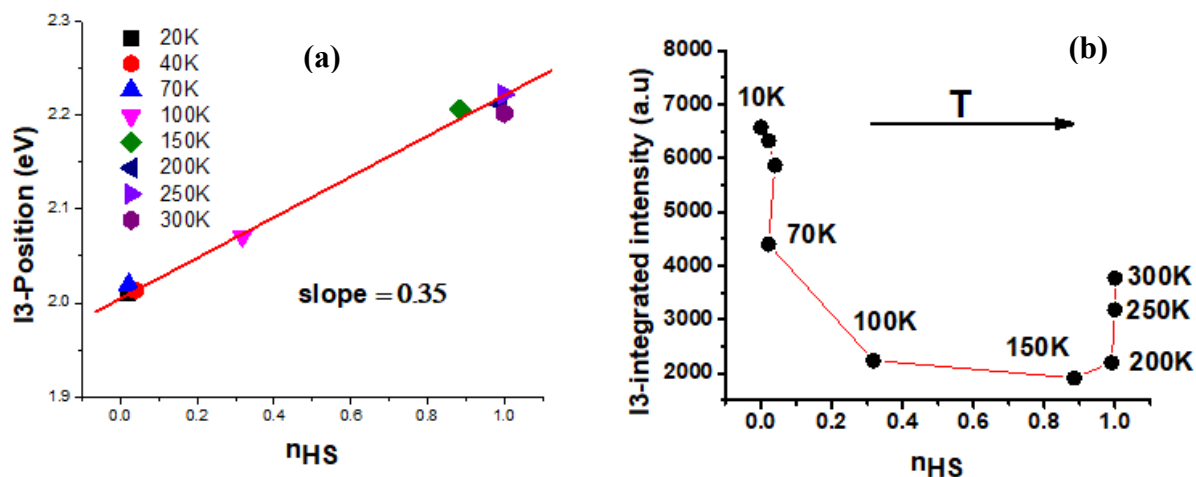 (a)
2.3
2.2
2.1
2.0
1.9
I3-Position (eV)
20K
40K
70K
100K
150K
200K
250K
300K
slope = 0.35
0.0 0.2 0.4 0.6 0.8 1.0
nHS
(b)
8000
7000
6000
5000
4000
3000
2000
I3-integrated intensity (a.u)
10K
T
70K
100K
150K
300K
250K
200K
0.0 0.2 0.4 0.6 0.8 1.0
nHS